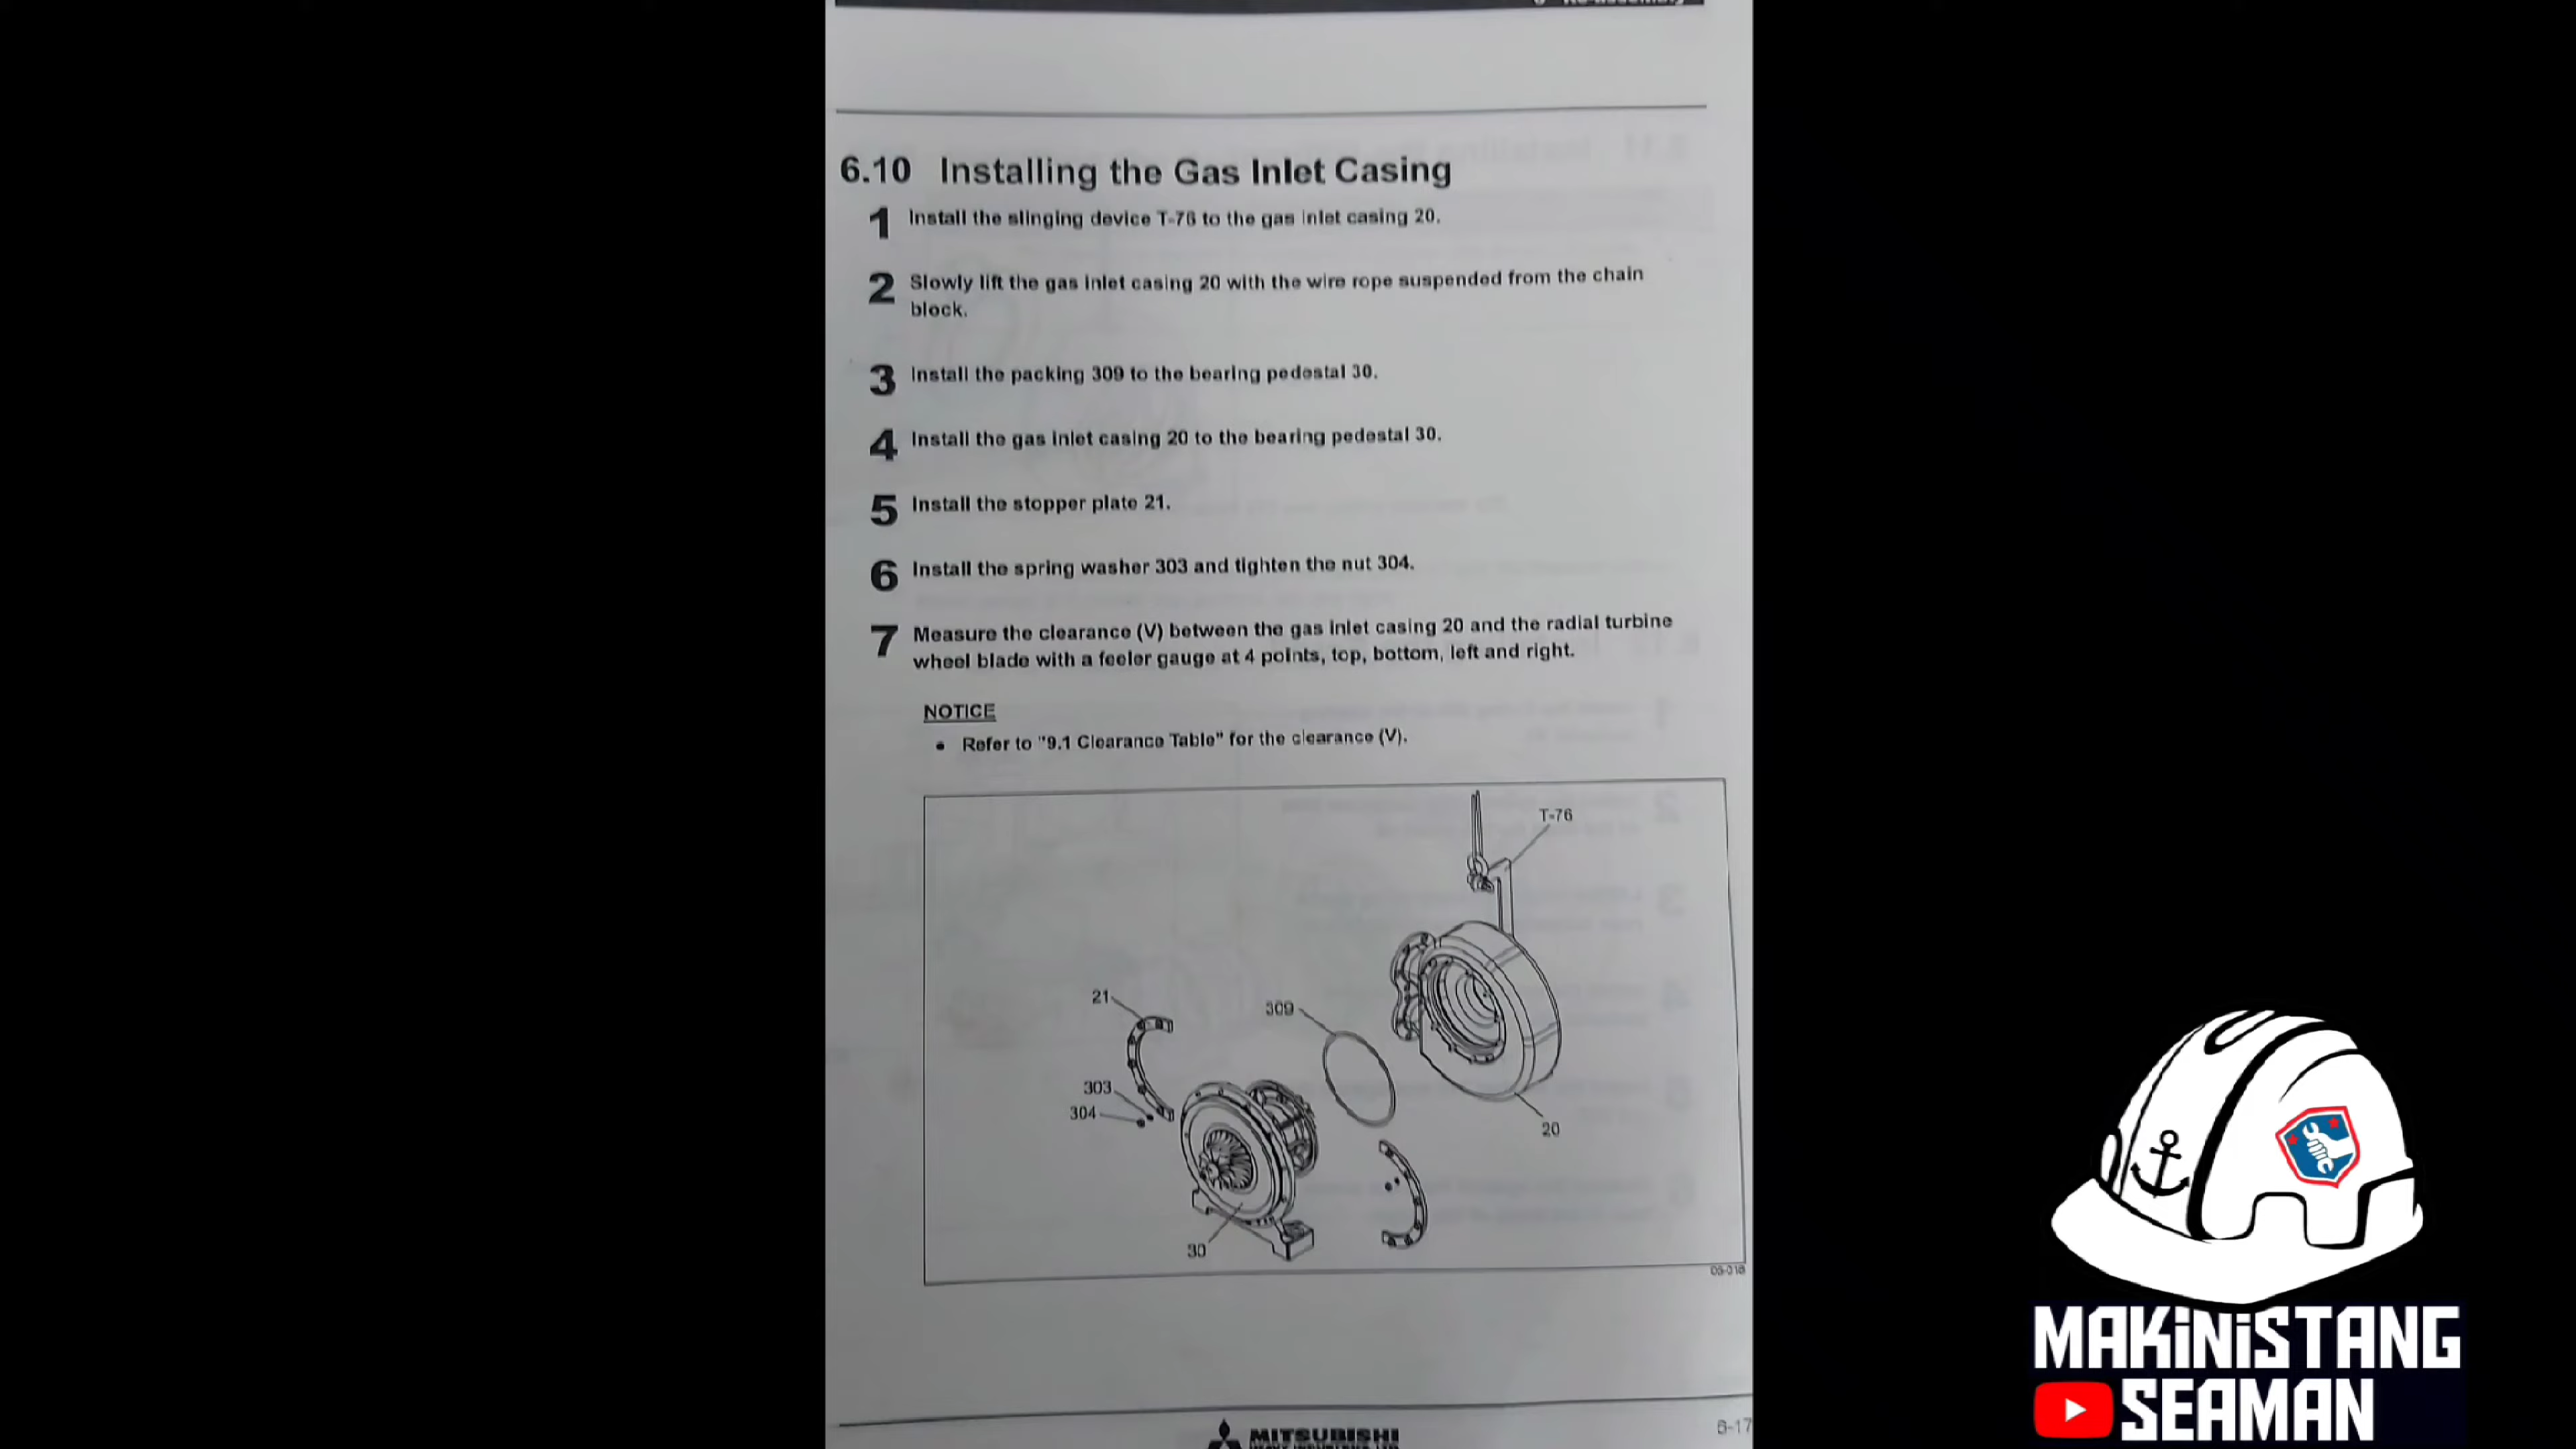 6.10 Installing the Gas Inlet Casing
1 Install the slinging device T-76 to the gas inlet casing 20.
2 Slowly lift the gas inlet casing 20 with the wire rope suspended from the chain
block.
3 Install the packing 309 to the bearing pedestal 30.
4 Install the gas inlet casing 20 to the bearing pedestal 30.
5 Install the stopper plate 21.
6 Install the spring washer 303 and tighten the nut 304.
7 Measure the clearance (V) between the gas inlet casing 20 and the radial turbine
wheel blade with a feeler gauge at 4 points, top, bottom, left and right.
NOTICE
• Refer to "9.1 Clearance Table" for the clearance (V).
T-76
21
309
303
304
20
30
MITSUBISHI
6-17
MAKiNiSTANG
SEAMAN